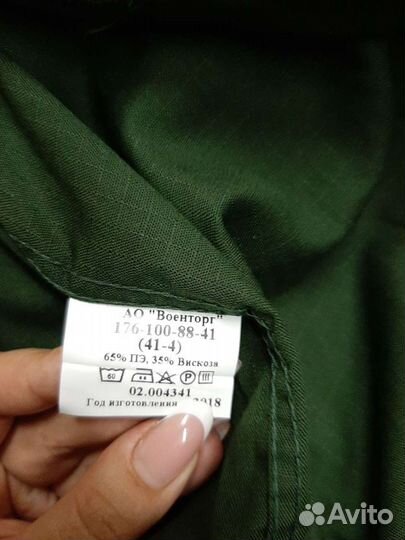 АО "Военторг"
176-100-88-41
(41-4)
65% ПЭ, 35% Вискоза
60 P
02.004341
Год изготовления 2018
Avito